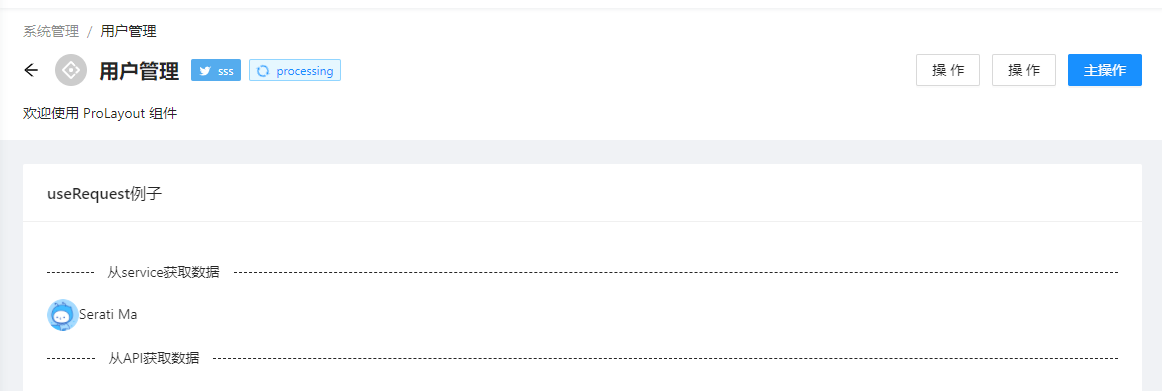 系统管理 / 用户管理
用户管理 sss processing 操 作 操 作 主操作
欢迎使用 ProLayout 组件
useRequest例子
从service获取数据
Serati Ma
从API获取数据